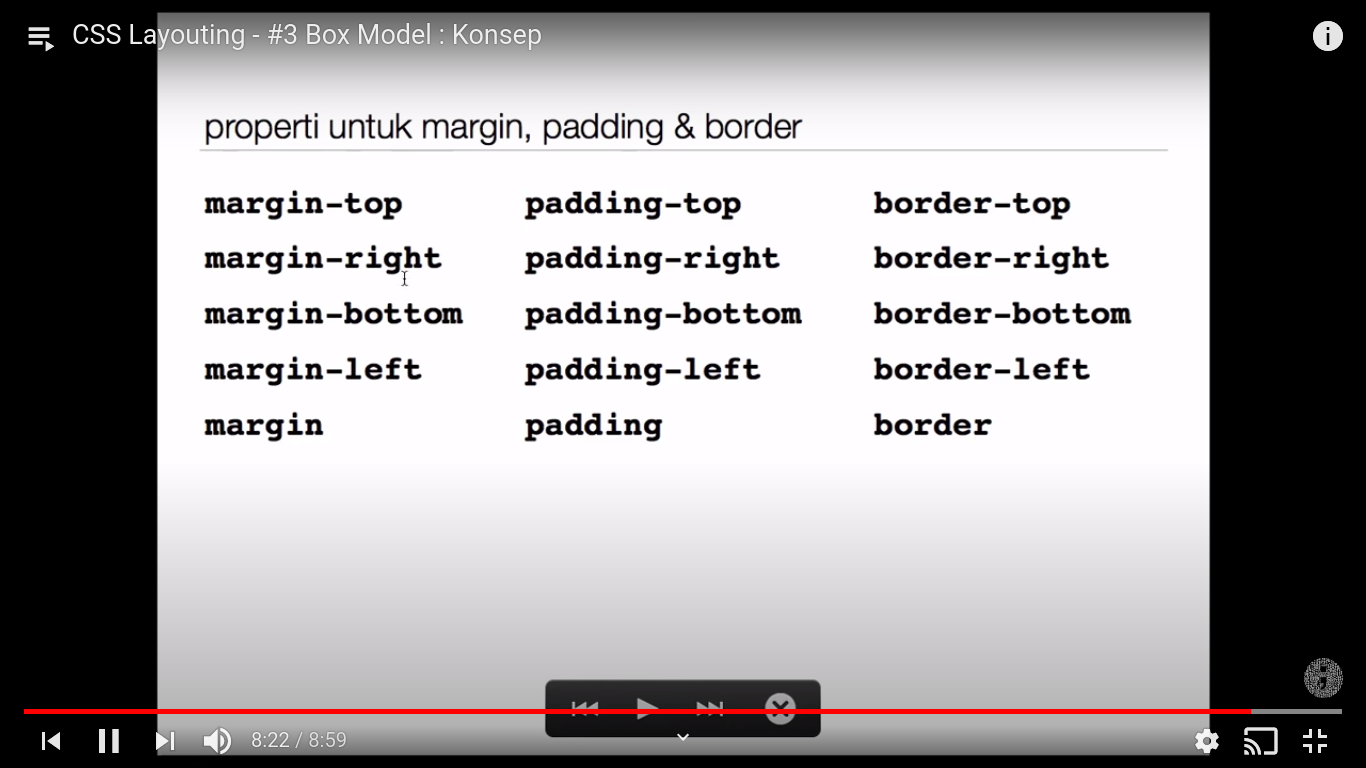 CSS Layouting - #3 Box Model : Konsep
properti untuk margin, padding & border
margin-top padding-top border-top
margin-right padding-right border-right
margin-bottom padding-bottom border-bottom
margin-left padding-left border-left
margin padding border
8:22 / 8:59